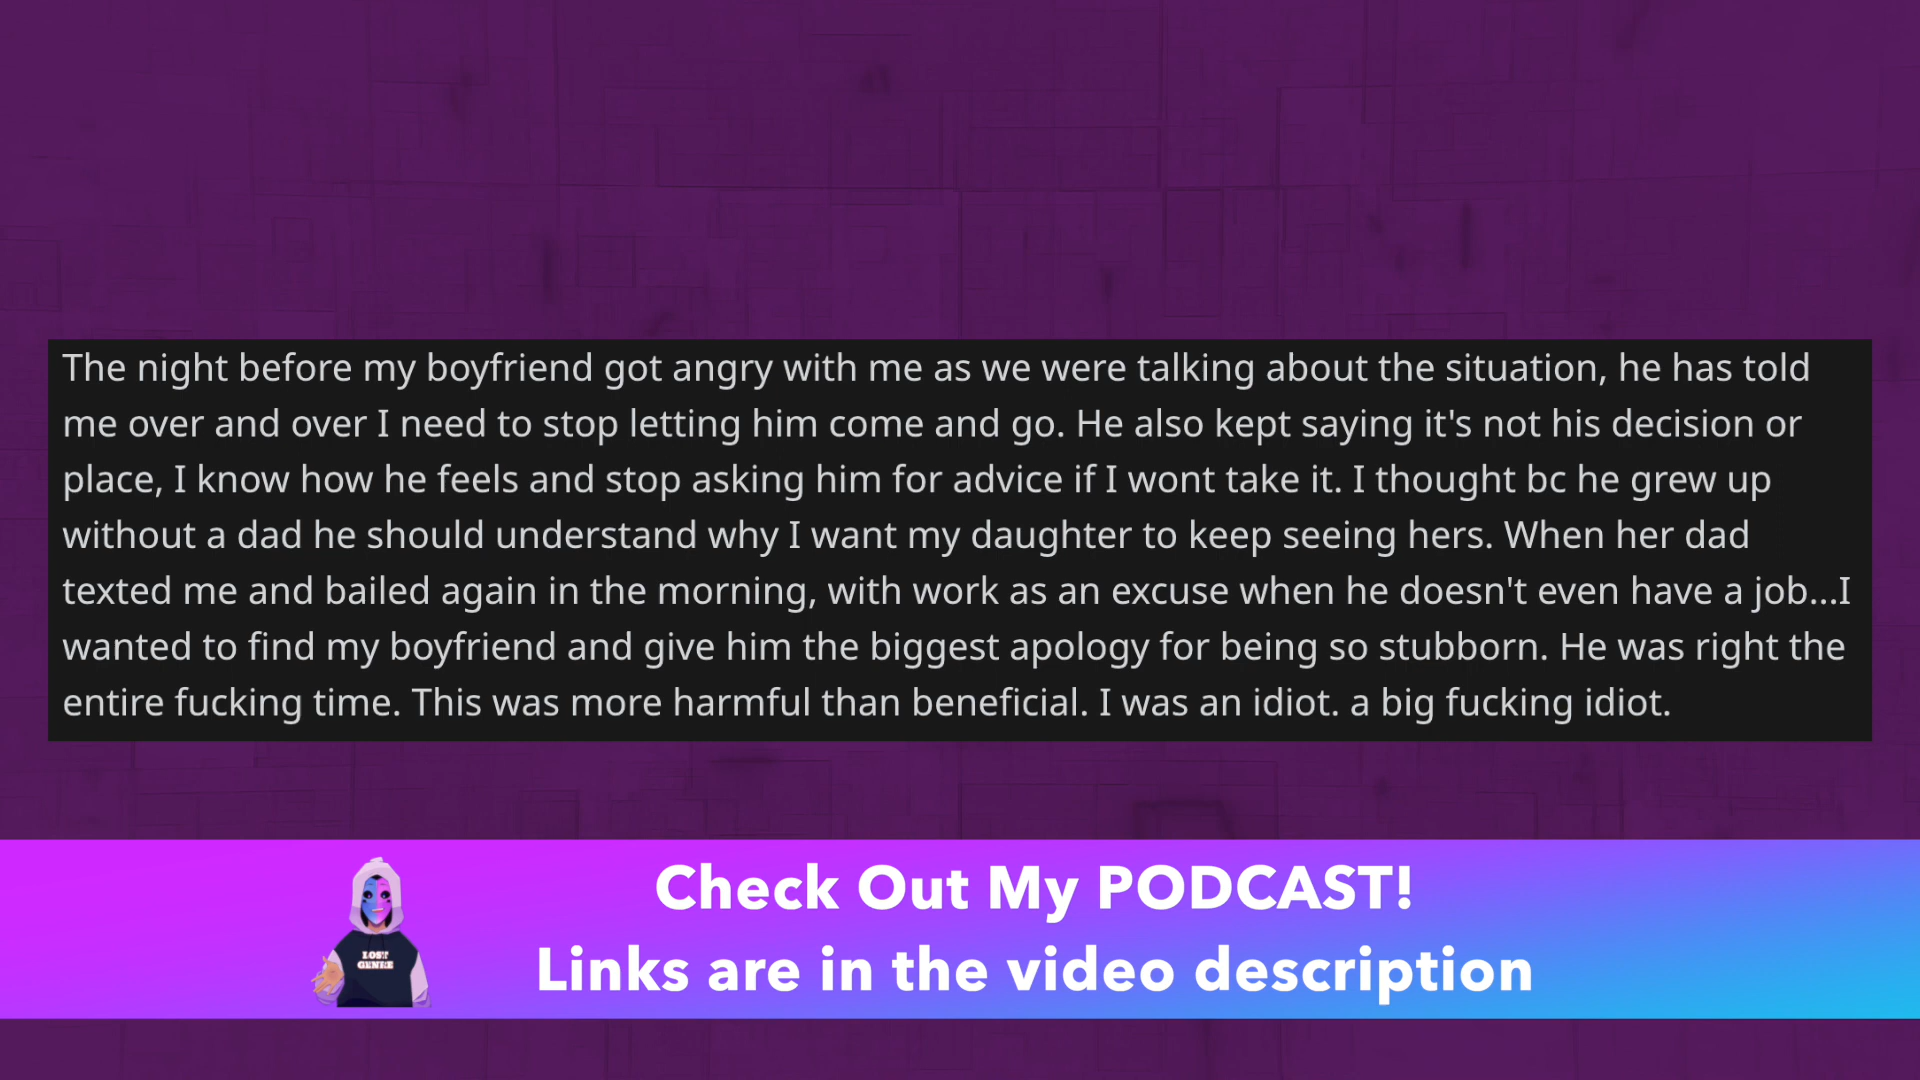 The night before my boyfriend got angry with me as we were talking about the situation, he has told
me over and over I need to stop letting him come and go. He also kept saying it's not his decision or
place, I know how he feels and stop asking him for advice if I wont take it. I thought bc he grew up
without a dad he should understand why I want my daughter to keep seeing hers. When her dad
texted me and bailed again in the morning, with work as an excuse when he doesn't even have a job...I
wanted to find my boyfriend and give him the biggest apology for being so stubborn. He was right the
entire fucking time. This was more harmful than beneficial. I was an idiot. a big fucking idiot.
Check Out My PODCAST!
LOST
GENRE
Links are in the video description